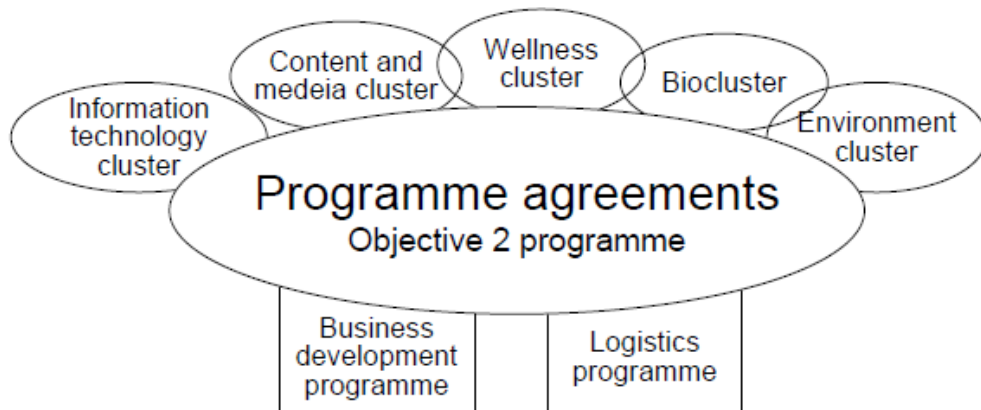 Information
technology
cluster
Content and
medeia cluster
Wellness
cluster
Biocluster
Environment
cluster
Programme agreements
Objective 2 programme
Business
development
programme
Logistics
programme